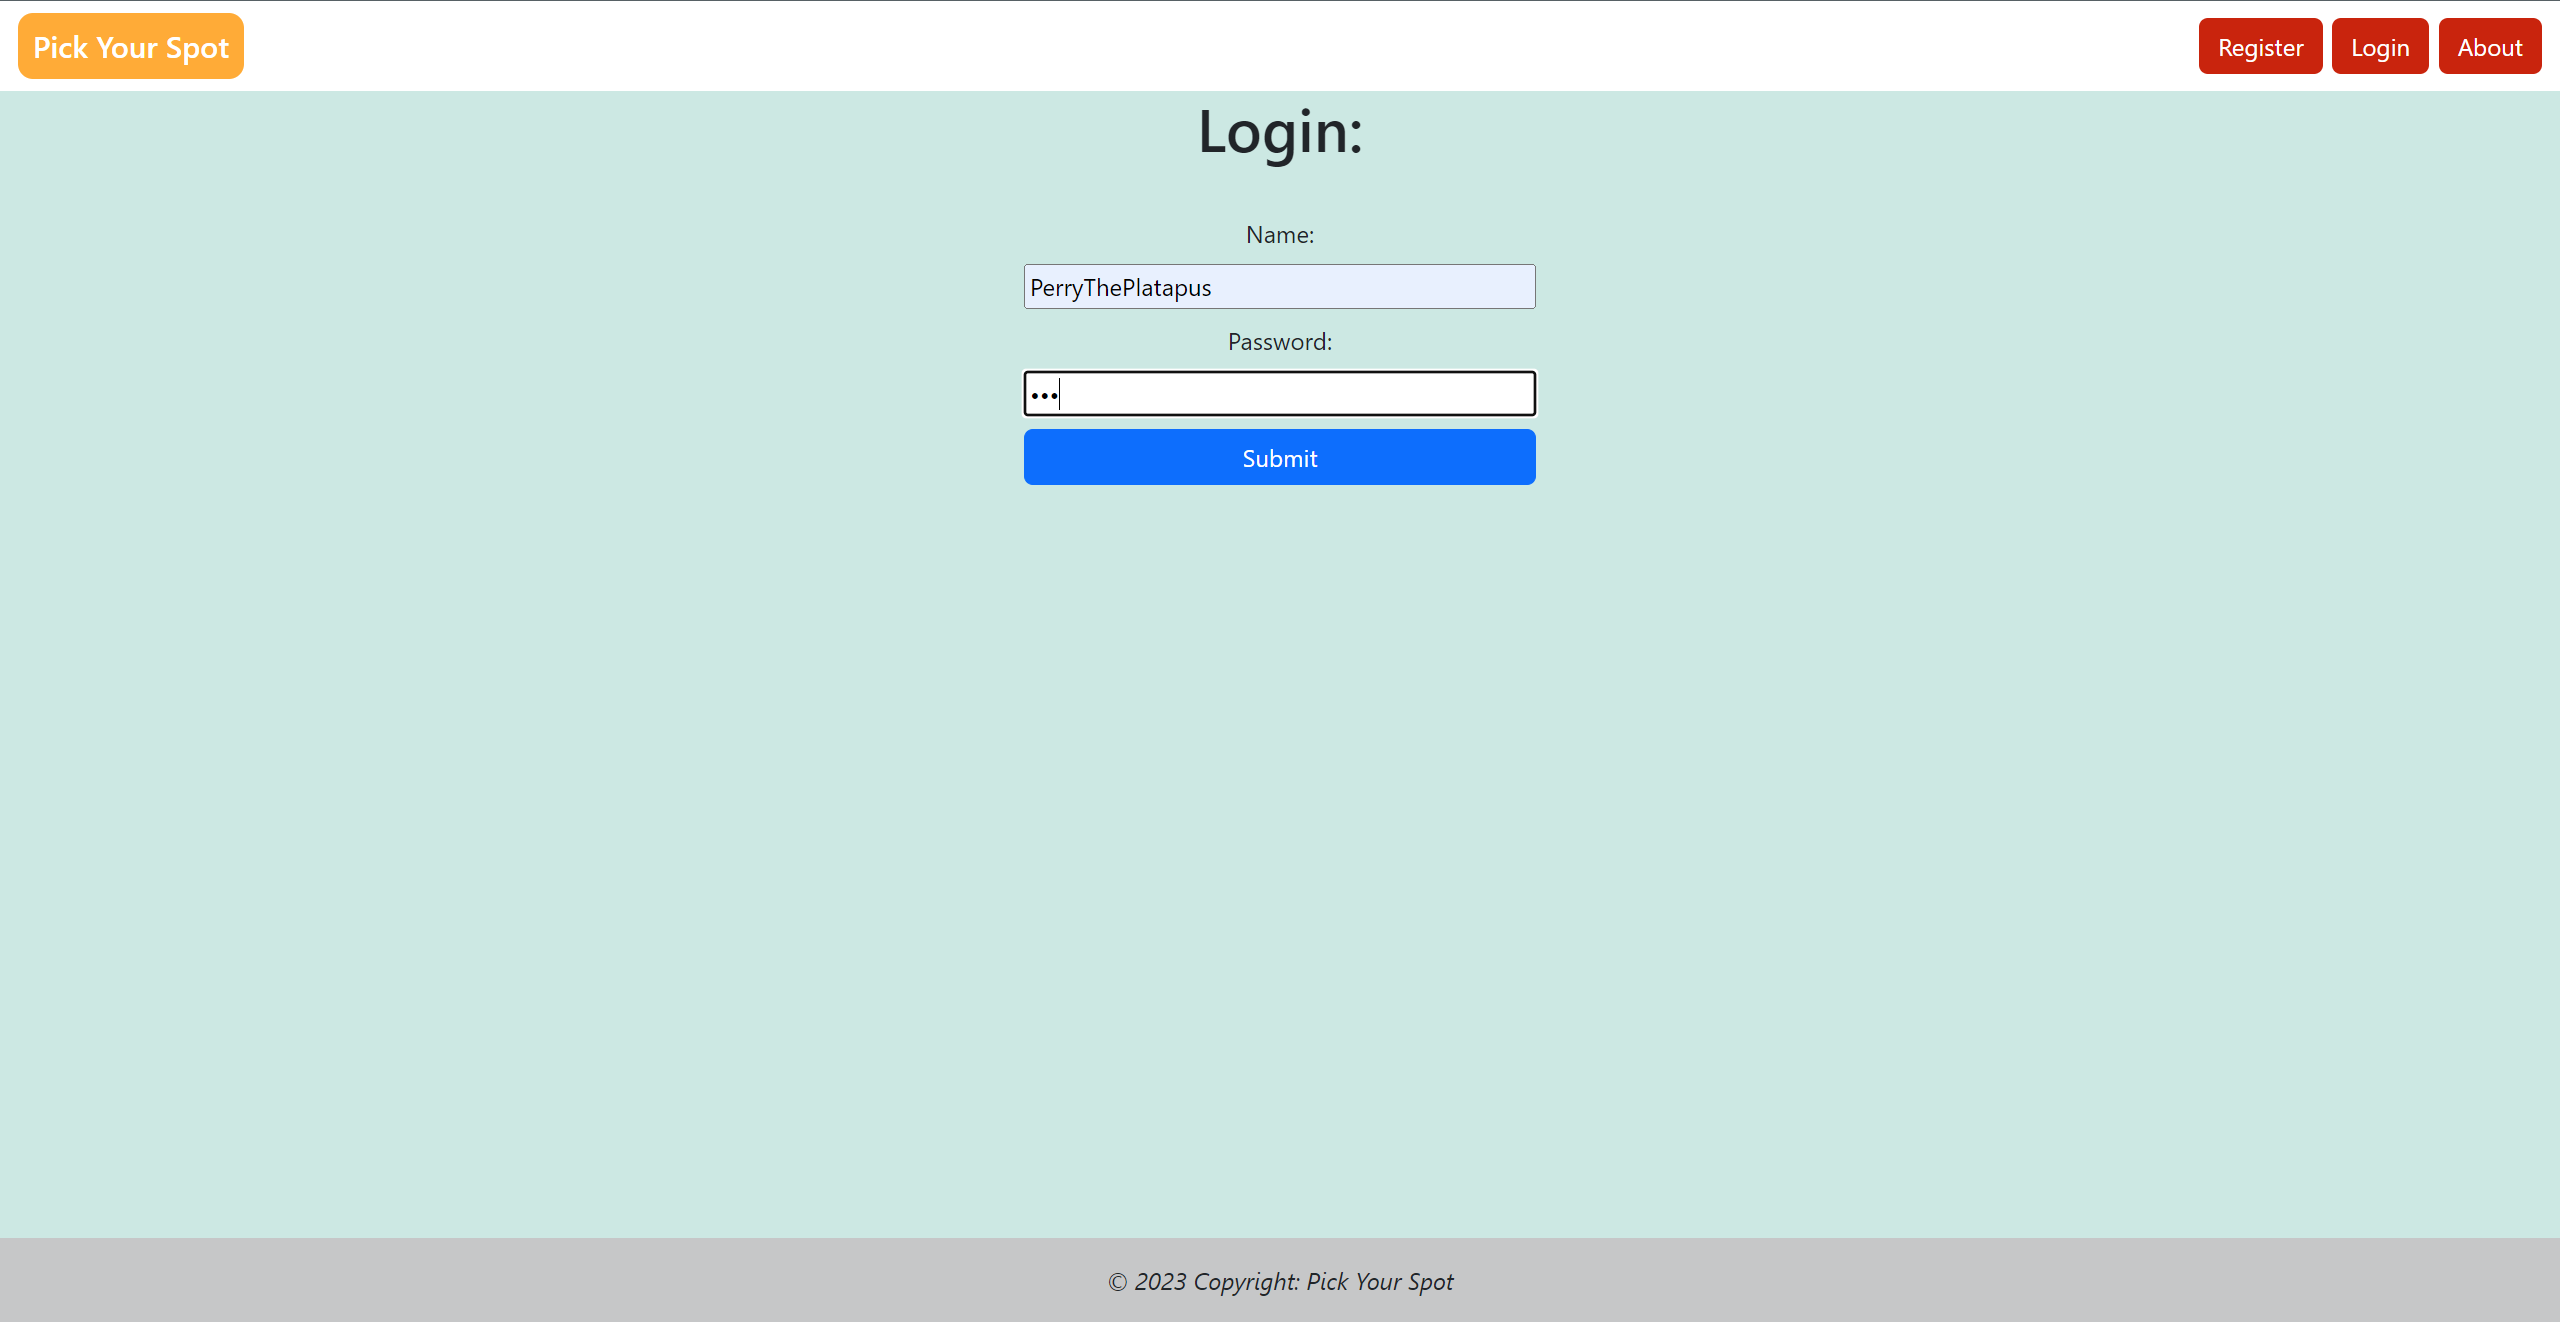 Pick Your Spot
Register Login About
Login:
Name:
PerryThePlatapus
Password:
•••
Submit
© 2023 Copyright: Pick Your Spot